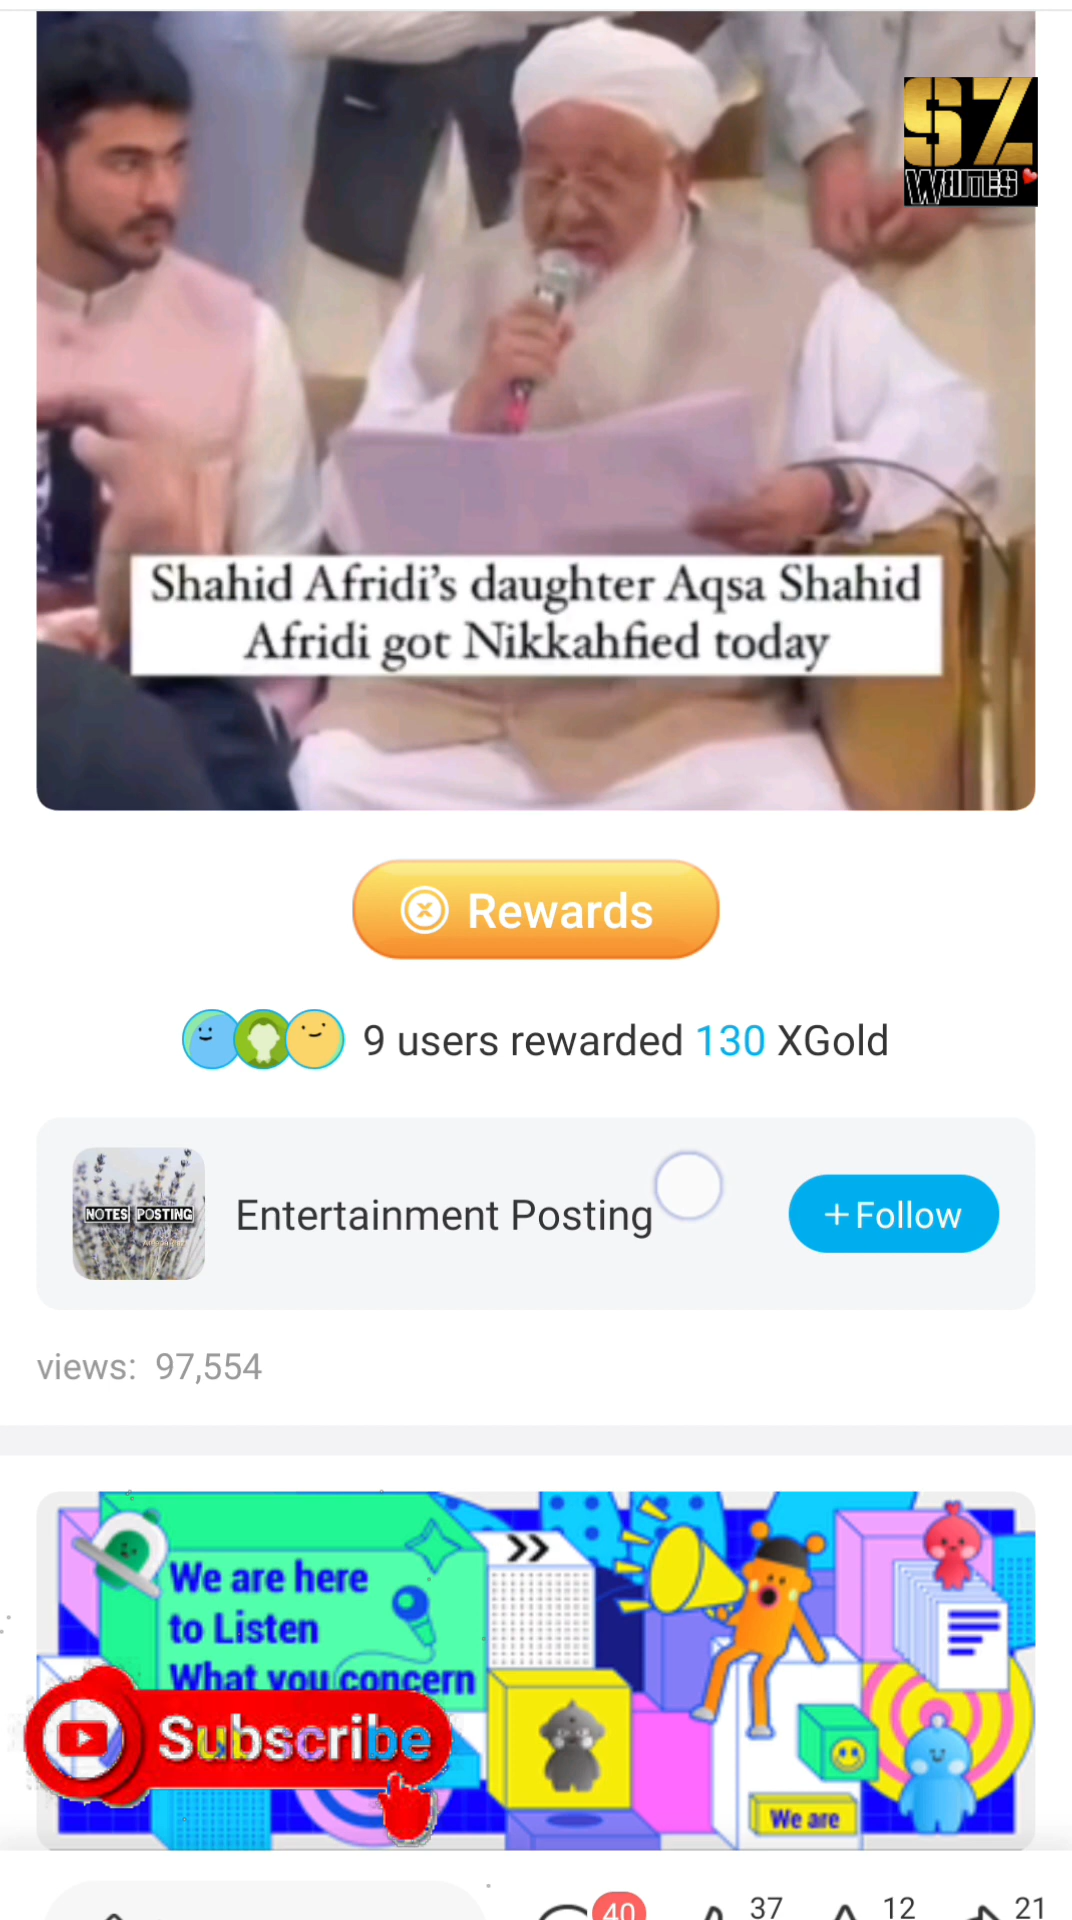 SZ
WRITES
Shahid Afridi's daughter Aqsa Shahid
Afridi got Nikkahfied today
Rewards
9 users rewarded 130 XGold
NOTES POSTING
Entertainment Posting
+ Follow
views: 97,554
We are here
to Listen
What you concern
Subscribe
We are
40
37
12
21